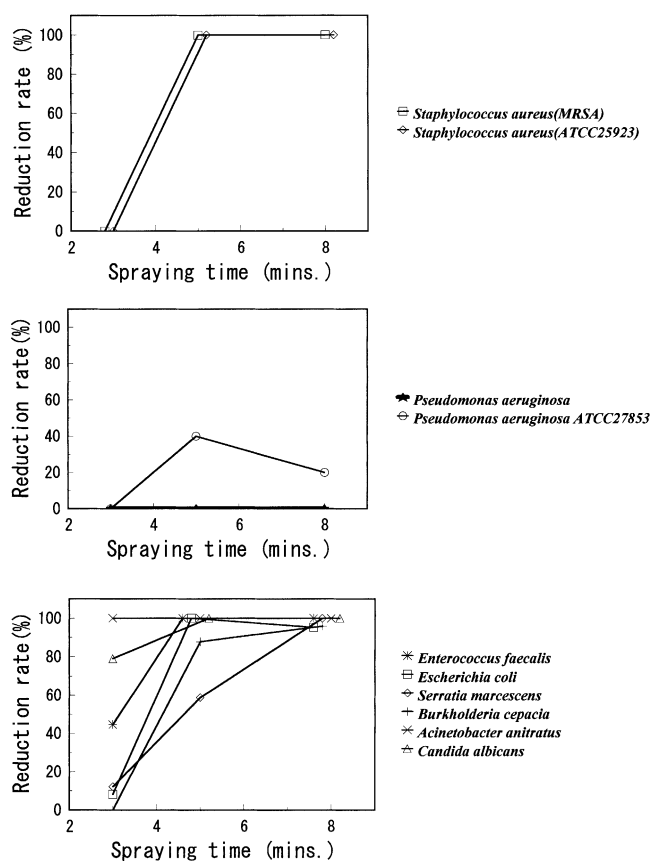 Reduction rate (%)
100
80
60
40
20
0
2
4
6
8
Spraying time (mins.)
Staphylococcus aureus(MRSA)
Staphylococcus aureus(ATCC25923)
Reduction rate(%)
100
80
60
40
20
0
2
4
6
8
Spraying time (mins.)
Pseudomonas aeruginosa
Pseudomonas aeruginosa ATCC27853
Reduction rate(%)
100
80
60
40
20
0
2
4
6
8
Spraying time (mins.)
Enterococcus faecalis
Escherichia coli
Serratia marcescens
Burkholderia cepacia
Acinetobacter anitratus
Candida albicans